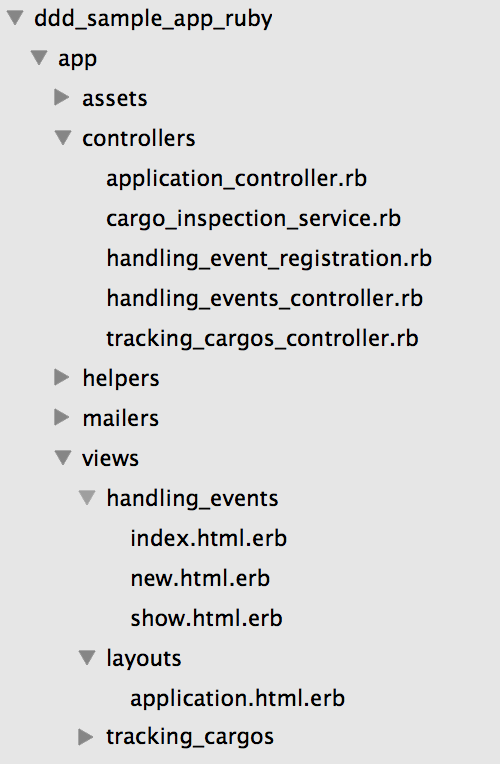 ddd_sample_app_ruby
app
assets
controllers
application_controller.rb
cargo_inspection_service.rb
handling_event_registration.rb
handling_events_controller.rb
tracking_cargos_controller.rb
helpers
mailers
views
handling_events
index.html.erb
new.html.erb
show.html.erb
layouts
application.html.erb
tracking_cargos